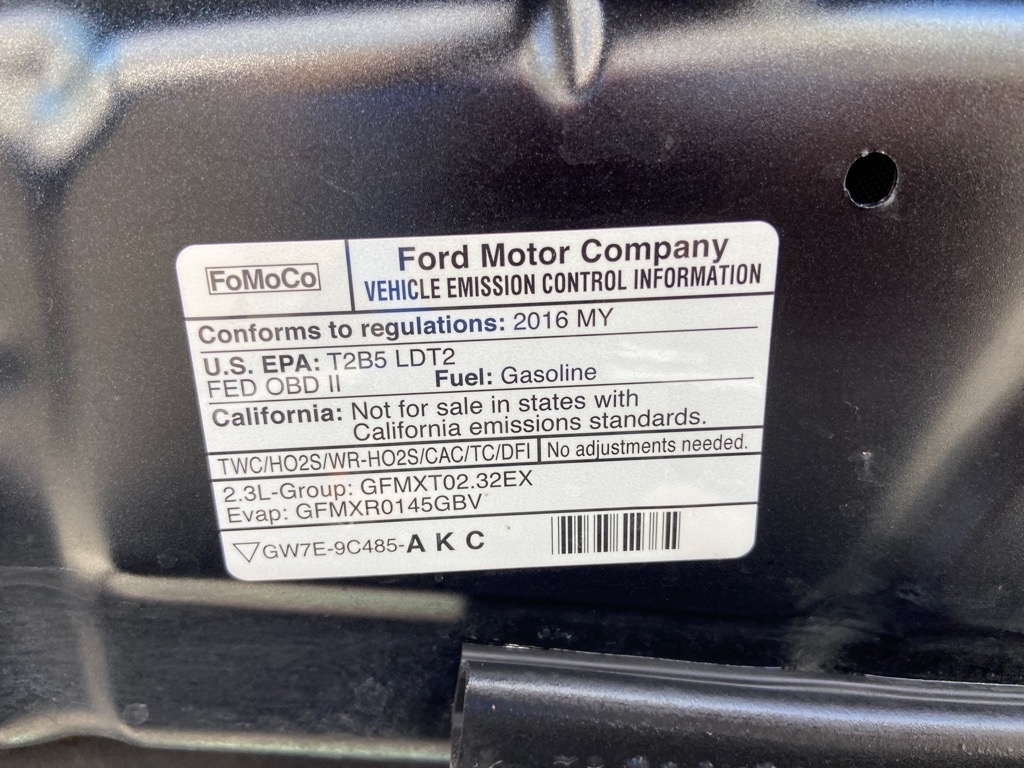 FoMoCo
Ford Motor Company
VEHICLE EMISSION CONTROL INFORMATION
Conforms to regulations: 2016 MY
U.S. EPA: T2B5 LDT2
FED OBD II Fuel: Gasoline
California: Not for sale in states with
California emissions standards.
TWC/HO2S/WR-HO2S/CAC/TC/DFI No adjustments needed.
2.3L-Group: GFMXT02.32EX
Evap: GFMXR0145GBV
GW7E-9C485-A K C